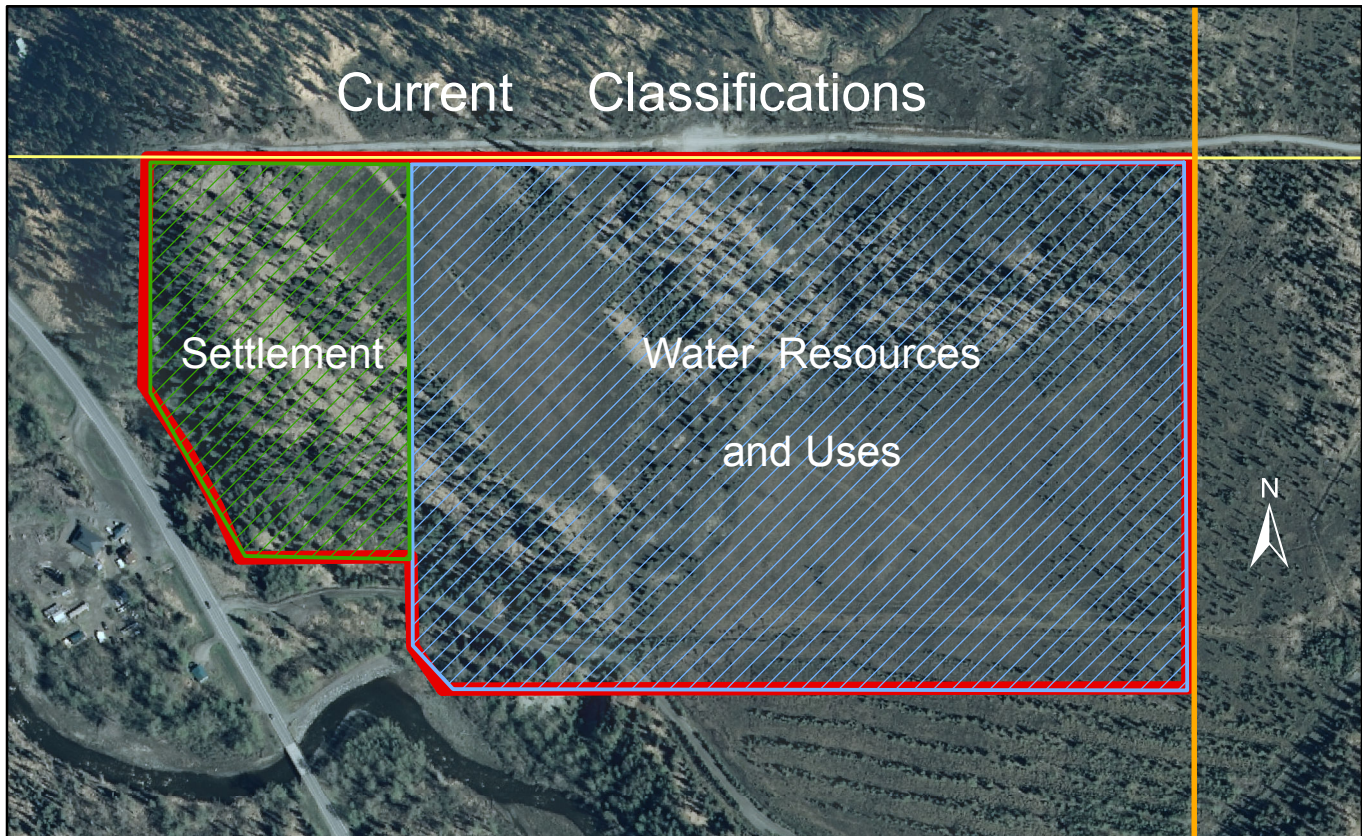 Current Classifications
Settlement
Water Resources
and Uses
N